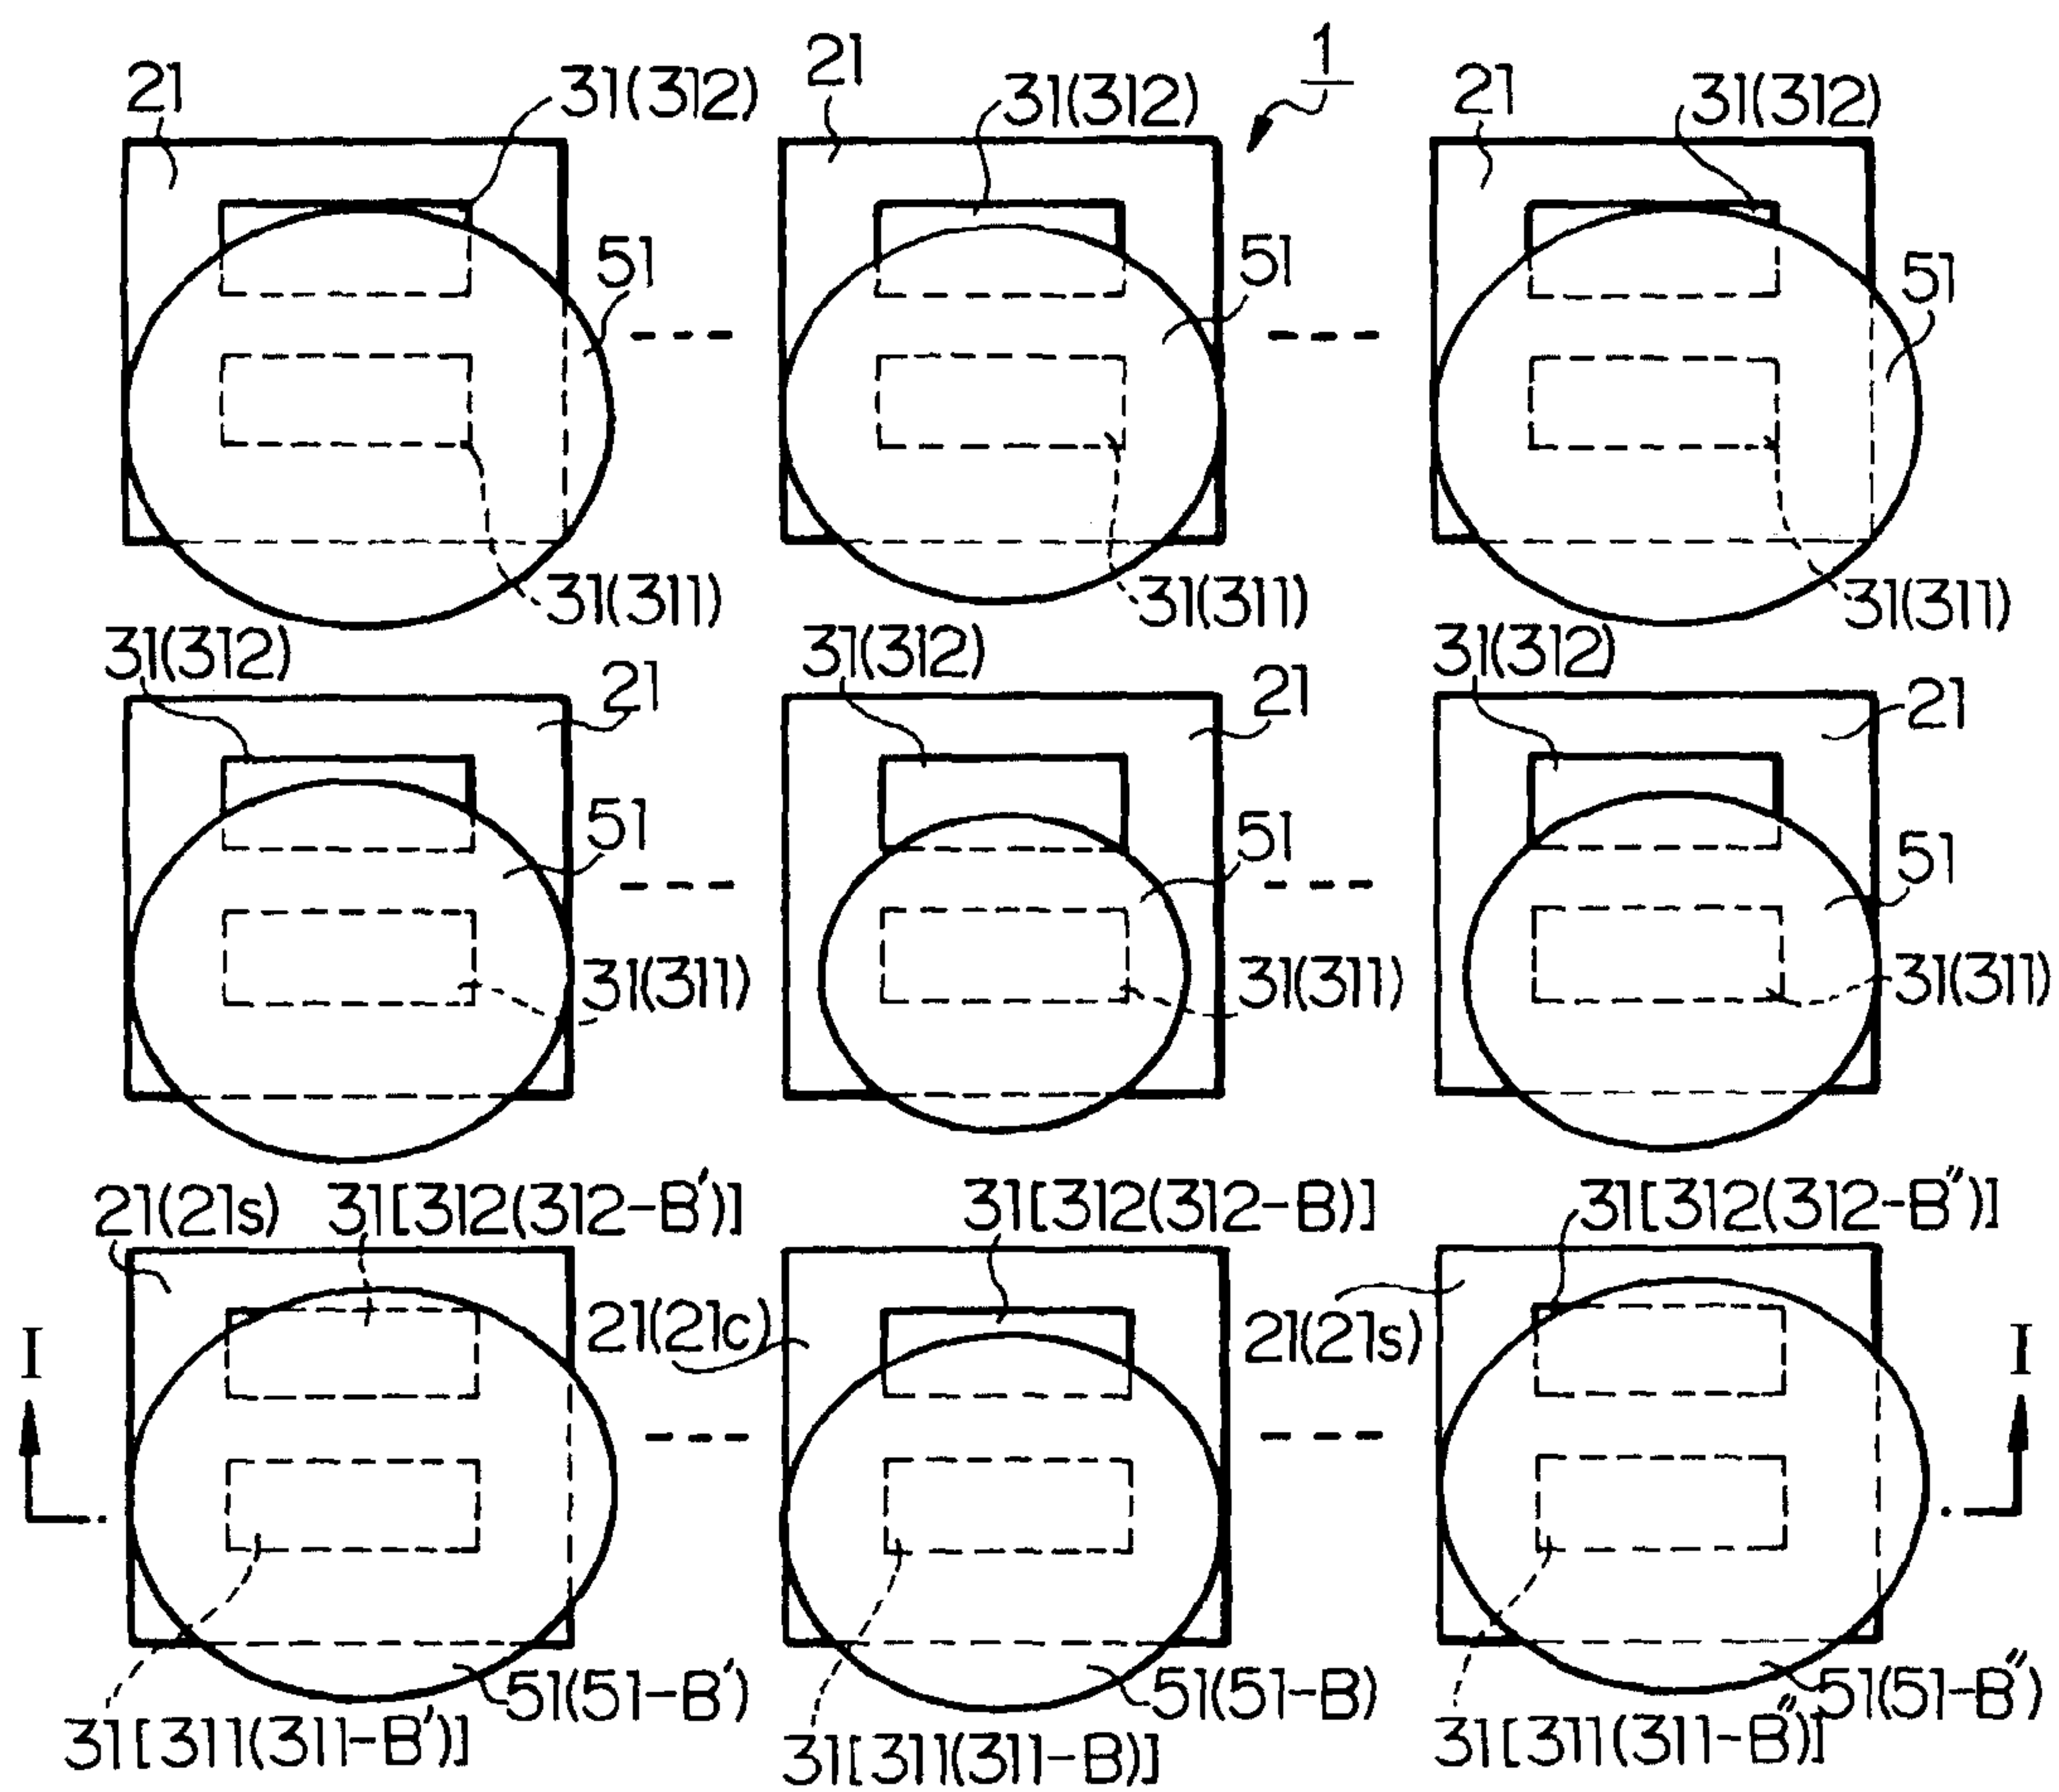 1
21 31(312) 21 31(312) 21 31(312)
51 51 51
31(311) 31(311) 31(311)
31(312) 21 31(312) 21 31(312) 21
51 51 51
31(311) 31(311) 31(311)
21(21s) 31[312(312-B')] 31[312(312-B)] 31[312(312-B")]
I 21(21c) 21(21s) I
51(51-B') 51(51-B) 51(51-B")
31[311(311-B')] 31[311(311-B)] 31[311(311-B")]